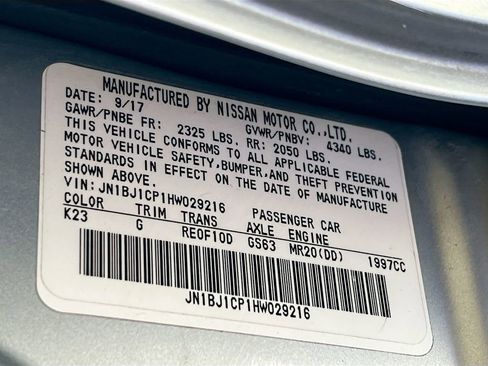 MANUFACTURED BY NISSAN MOTOR CO.,LTD.
DATE: 9/17 GVWR/PNBV: 4340 LBS.
GAWR/PNBE FR: 2325 LBS. RR: 2050 LBS.
THIS VEHICLE CONFORMS TO ALL APPLICABLE FEDERAL
MOTOR VEHICLE SAFETY,BUMPER,AND THEFT PREVENTION
STANDARDS IN EFFECT ON THE DATE OF MANUFACTURE
SHOWN ABOVE.
VIN: JN1BJ1CP1HW029216 PASSENGER CAR
COLOR TRIM TRANS AXLE ENGINE
K23 G RE0F10D GS63 MR20(DD) 1997CC
JN1BJ1CP1HW029216